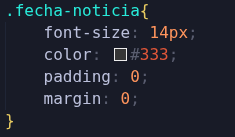 .fecha-noticia{
    font-size: 14px;
    color: #333;
    padding: 0;
    margin: 0;
}